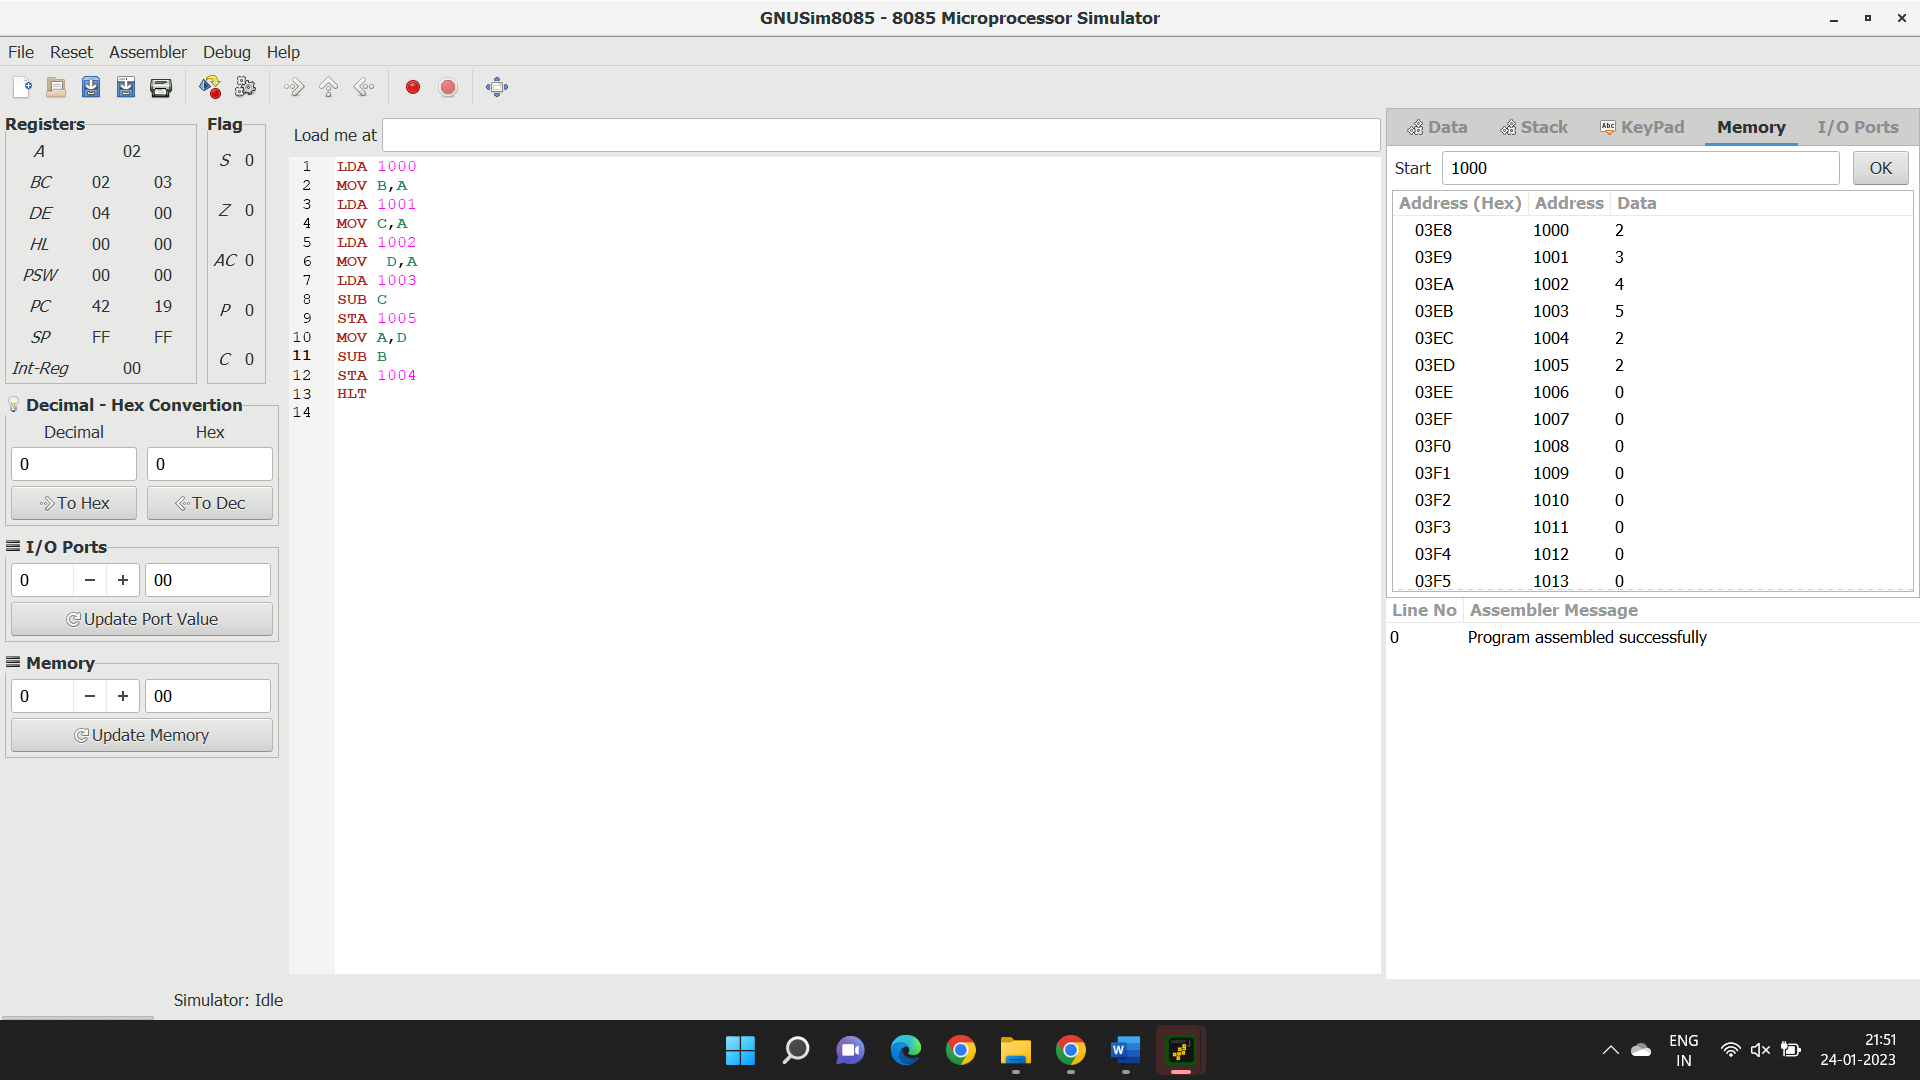 GNUSim8085 - 8085 Microprocessor Simulator
File Reset Assembler Debug Help
Registers
A 02
BC 02 03
DE 04 00
HL 00 00
PSW 00 00
PC 42 19
SP FF FF
Int-Reg 00
Flag
S 0
Z 0
AC 0
P 0
C 0
Decimal - Hex Convertion
Decimal Hex
0 0
To Hex To Dec
I/O Ports
0 − + 00
Update Port Value
Memory
0 − + 00
Update Memory
Load me at
1 LDA 1000
2 MOV B,A
3 LDA 1001
4 MOV C,A
5 LDA 1002
6 MOV  D,A
7 LDA 1003
8 SUB C
9 STA 1005
10 MOV A,D
11 SUB B
12 STA 1004
13 HLT
14
Data Stack Abc KeyPad Memory I/O Ports
Start 1000 OK
Address (Hex) Address Data
03E8 1000 2
03E9 1001 3
03EA 1002 4
03EB 1003 5
03EC 1004 2
03ED 1005 2
03EE 1006 0
03EF 1007 0
03F0 1008 0
03F1 1009 0
03F2 1010 0
03F3 1011 0
03F4 1012 0
03F5 1013 0
Line No Assembler Message
0 Program assembled successfully
Simulator: Idle
W
ENG
IN
21:51
24-01-2023